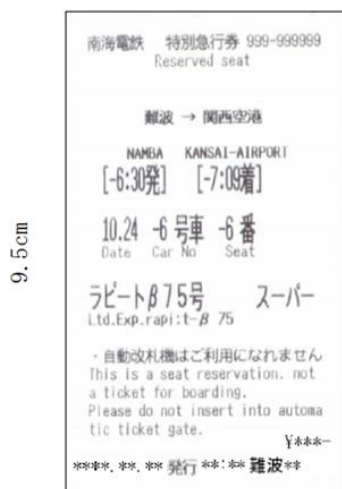 南海電鉄 特別急行券 999-999999
Reserved seat
難波 → 関西空港
NAMBA KANSAI-AIRPORT
[-6:30発] [-7:09着]
10.24 -6 号車 -6 番
Date Car No Seat
ラピートβ75号 スーパー
Ltd.Exp.rapi:t-β 75
・自動改札機はご利用になれません
This is a seat reservation. not
a ticket for boarding.
Please do not insert into automa
tic ticket gate.
¥***-
****.**.** 発行 **:** 難波**
9.5cm